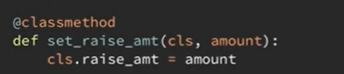 @classmethod
def set_raise_amt(cls, amount):
    cls.raise_amt = amount